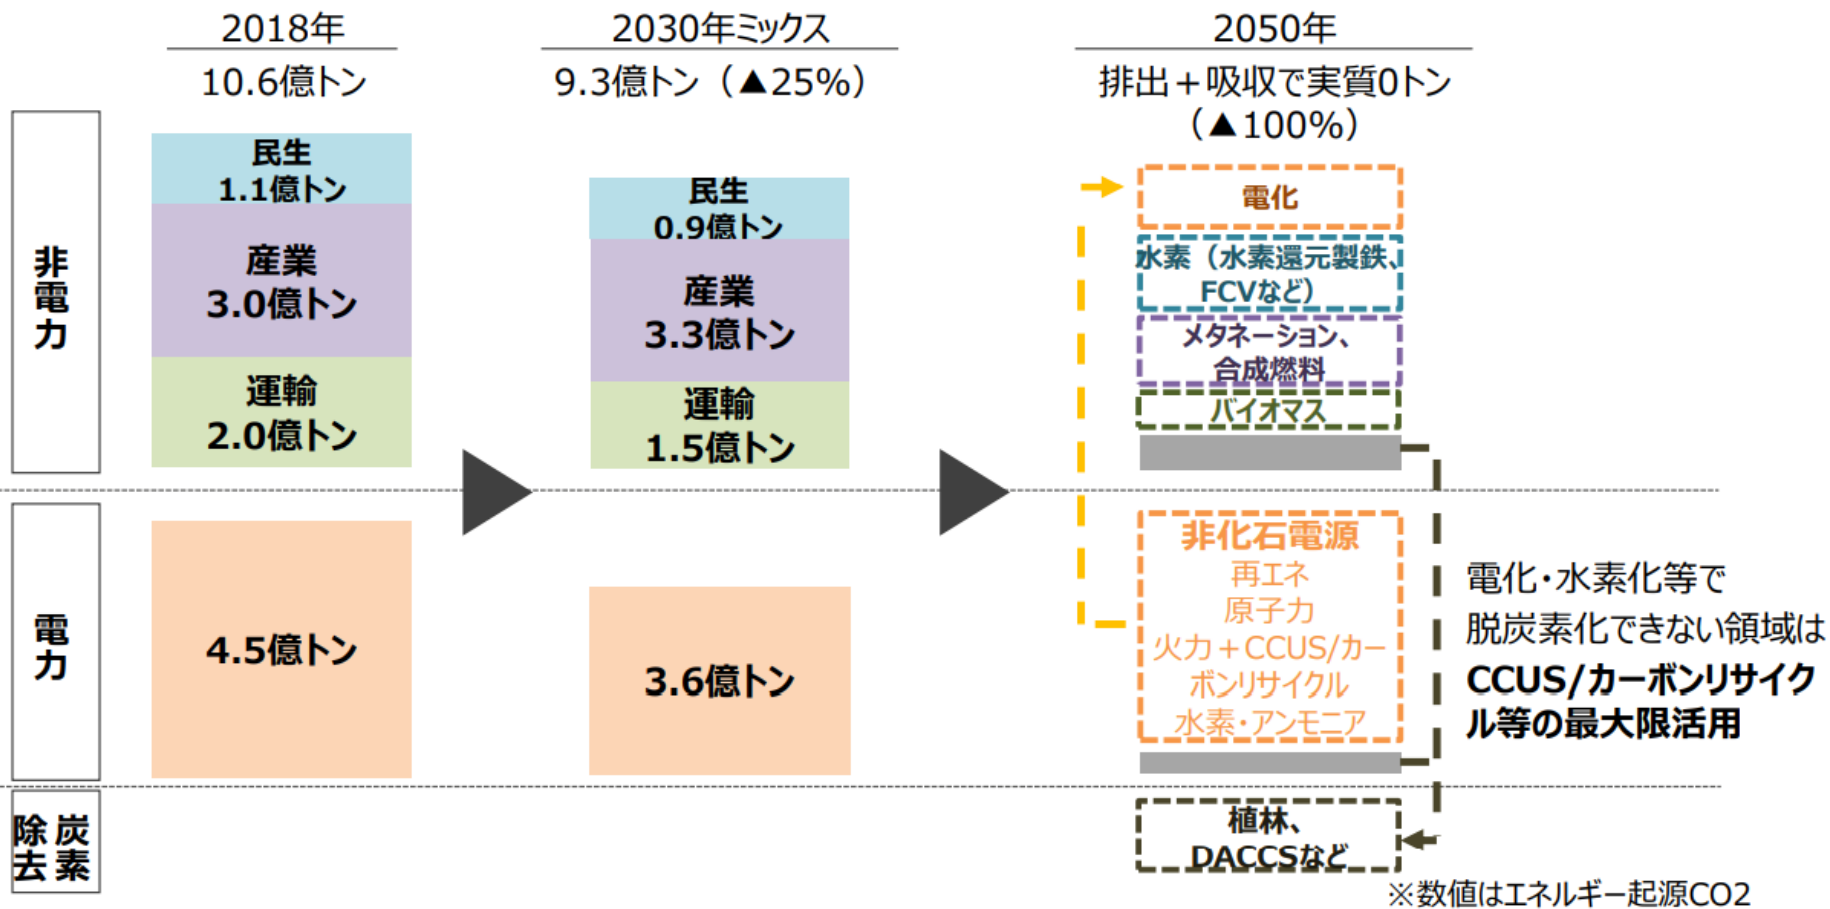 2018年
10.6億トン
2030年ミックス
9.3億トン（▲25%）
2050年
排出＋吸収で実質0トン
（▲100%）
非電力
民生
1.1億トン
産業
3.0億トン
運輸
2.0億トン
民生
0.9億トン
産業
3.3億トン
運輸
1.5億トン
電化
水素（水素還元製鉄、
FCVなど）
メタネーション、
合成燃料
バイオマス
電力
4.5億トン
3.6億トン
非化石電源
再エネ
原子力
火力＋CCUS/カー
ボンリサイクル
水素・アンモニア
電化・水素化等で
脱炭素化できない領域は
CCUS/カーボンリサイク
ル等の最大限活用
炭素
除去
植林、
DACCSなど
※数値はエネルギー起源CO2